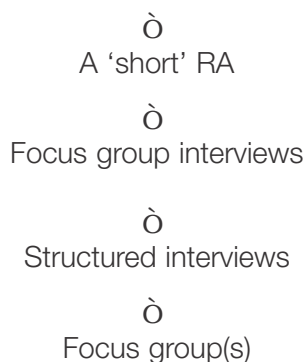 Ò
A ‘short’ RA
Ò
Focus group interviews
Ò
Structured interviews
Ò
Focus group(s)